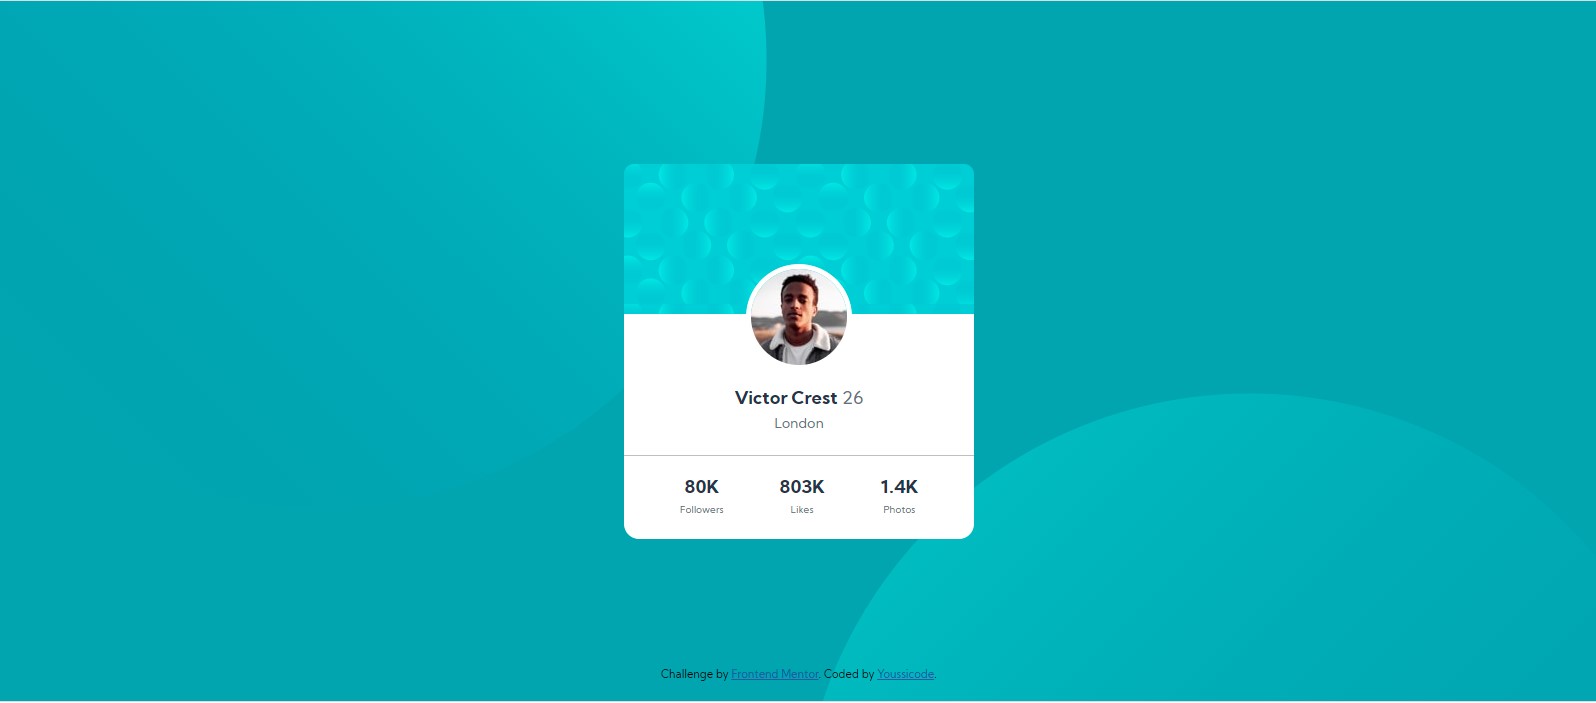 Victor Crest 26
London
80K 803K 1.4K
Followers Likes Photos
Challenge by Frontend Mentor. Coded by Youssicode.